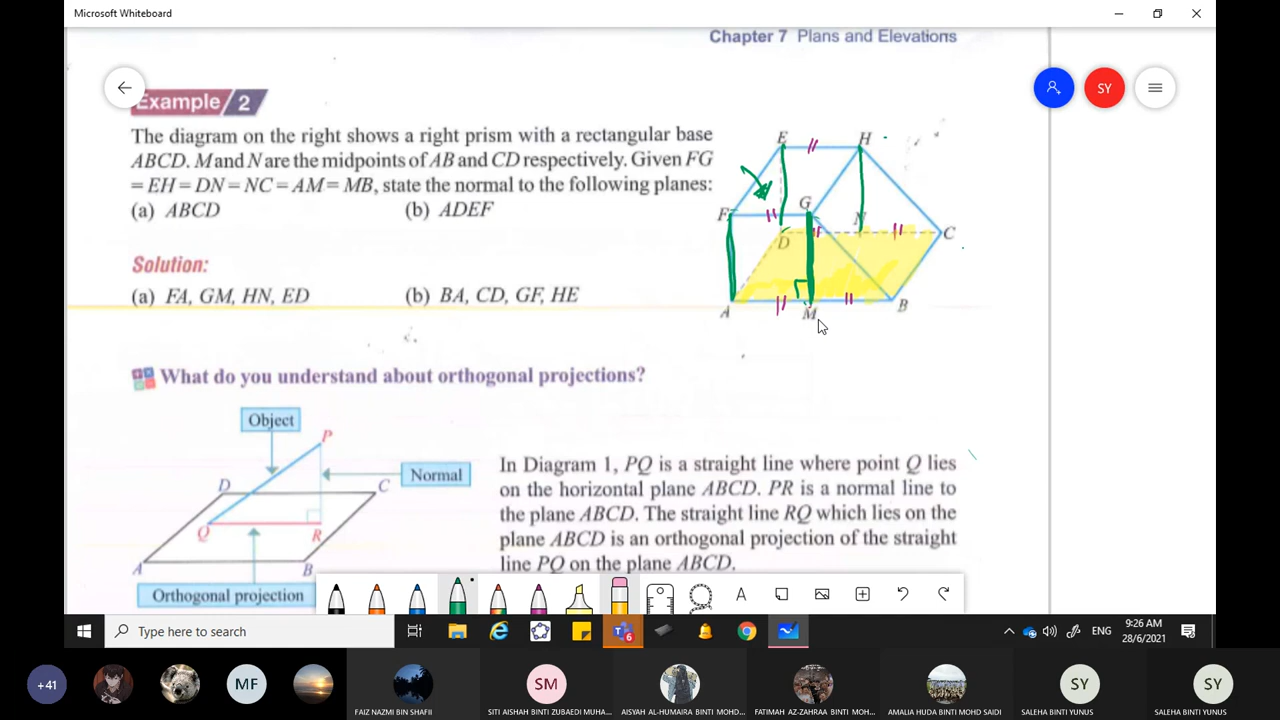 Microsoft Whiteboard
Chapter 7 Plans and Elevations
Example 2
SY
The diagram on the right shows a right prism with a rectangular base
ABCD. M and N are the midpoints of AB and CD respectively. Given FG
= EH = DN = NC = AM = MB, state the normal to the following planes:
(a) ABCD (b) ADEF
Solution:
(a) FA, GM, HN, ED (b) BA, CD, GF, HE
E H
F G N
D C
A M B
What do you understand about orthogonal projections?
Object
P
Normal
D C
Q R
A B
Orthogonal projection
In Diagram 1, PQ is a straight line where point Q lies
on the horizontal plane ABCD. PR is a normal line to
the plane ABCD. The straight line RQ which lies on the
plane ABCD is an orthogonal projection of the straight
line PQ on the plane ABCD.
A
Type here to search
6
ENG
9:26 AM
28/6/2021
+41
MF
SM
SY
SY
FAIZ NAZMI BIN SHAFII
SITI AISHAH BINTI ZUBAEDI MUHA...
AISYAH AL-HUMAIRA BINTI MOHD...
FATIMAH AZ-ZAHRAA BINTI MOH...
AMALIA HUDA BINTI MOHD SAIDI
SALEHA BINTI YUNUS
SALEHA BINTI YUNUS